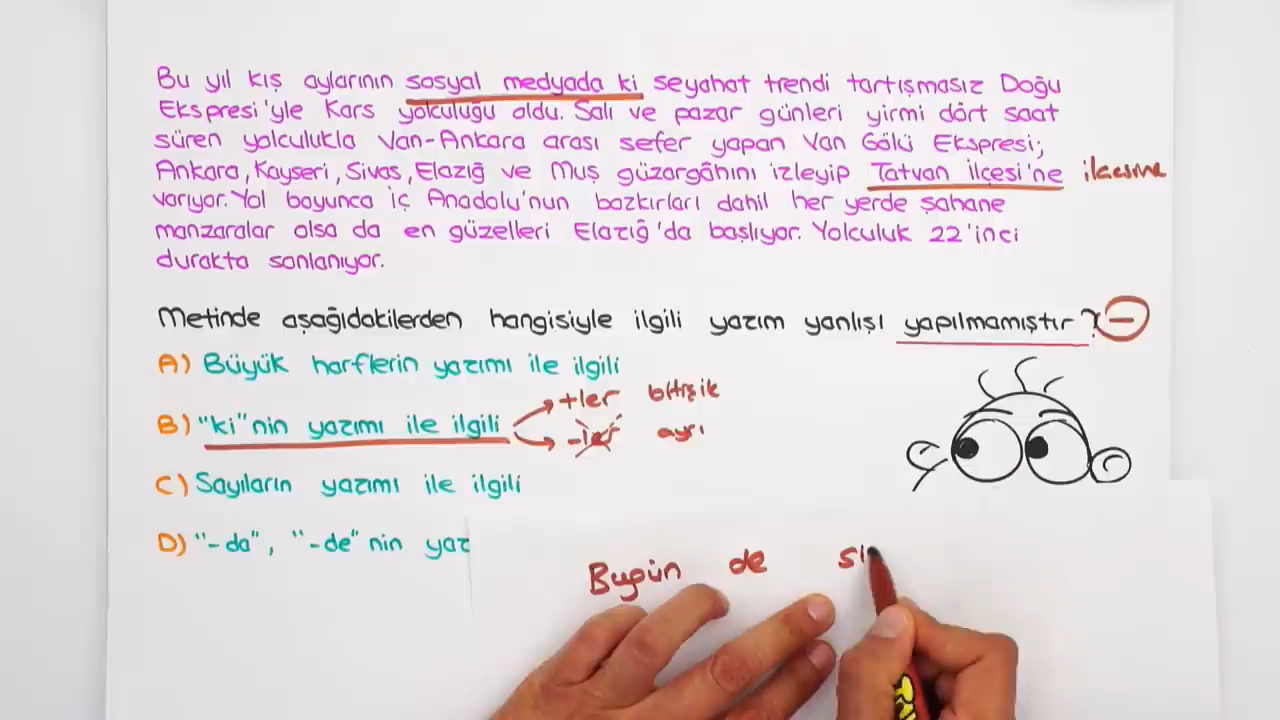 Bu yıl kış aylarının sosyal medyada ki seyahat trendi tartışmasız Doğu
Ekspresi'yle Kars yolculuğu oldu. Salı ve pazar günleri yirmi dört saat
süren yolculukla Van-Ankara arası sefer yapan Van Gölü Ekspresi;
Ankara, Kayseri, Sivas, Elazığ ve Muş güzargâhını izleyip Tatvan İlçesi'ne ilçesine
varıyor. Yol boyunca iç Anadolu'nun bozkırları dahil her yerde şahane
manzaralar olsa da en güzelleri Elazığ'da başlıyor. Yolculuk 22'inci
durakta sonlanıyor.
Metinde aşağıdakilerden hangisiyle ilgili yazım yanlışı yapılmamıştır? -
A) Büyük harflerin yazımı ile ilgili
+ler bitişik
B) "ki"nin yazımı ile ilgili
-ler ayrı
C) Sayıların yazımı ile ilgili
D) "-da", "-de" nin yaz
Bugün de